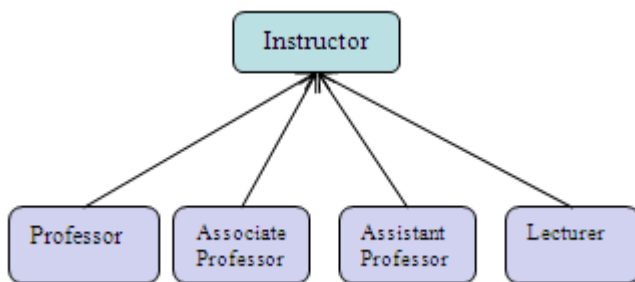 Instructor
Professor
Associate
Professor
Assistant
Professor
Lecturer